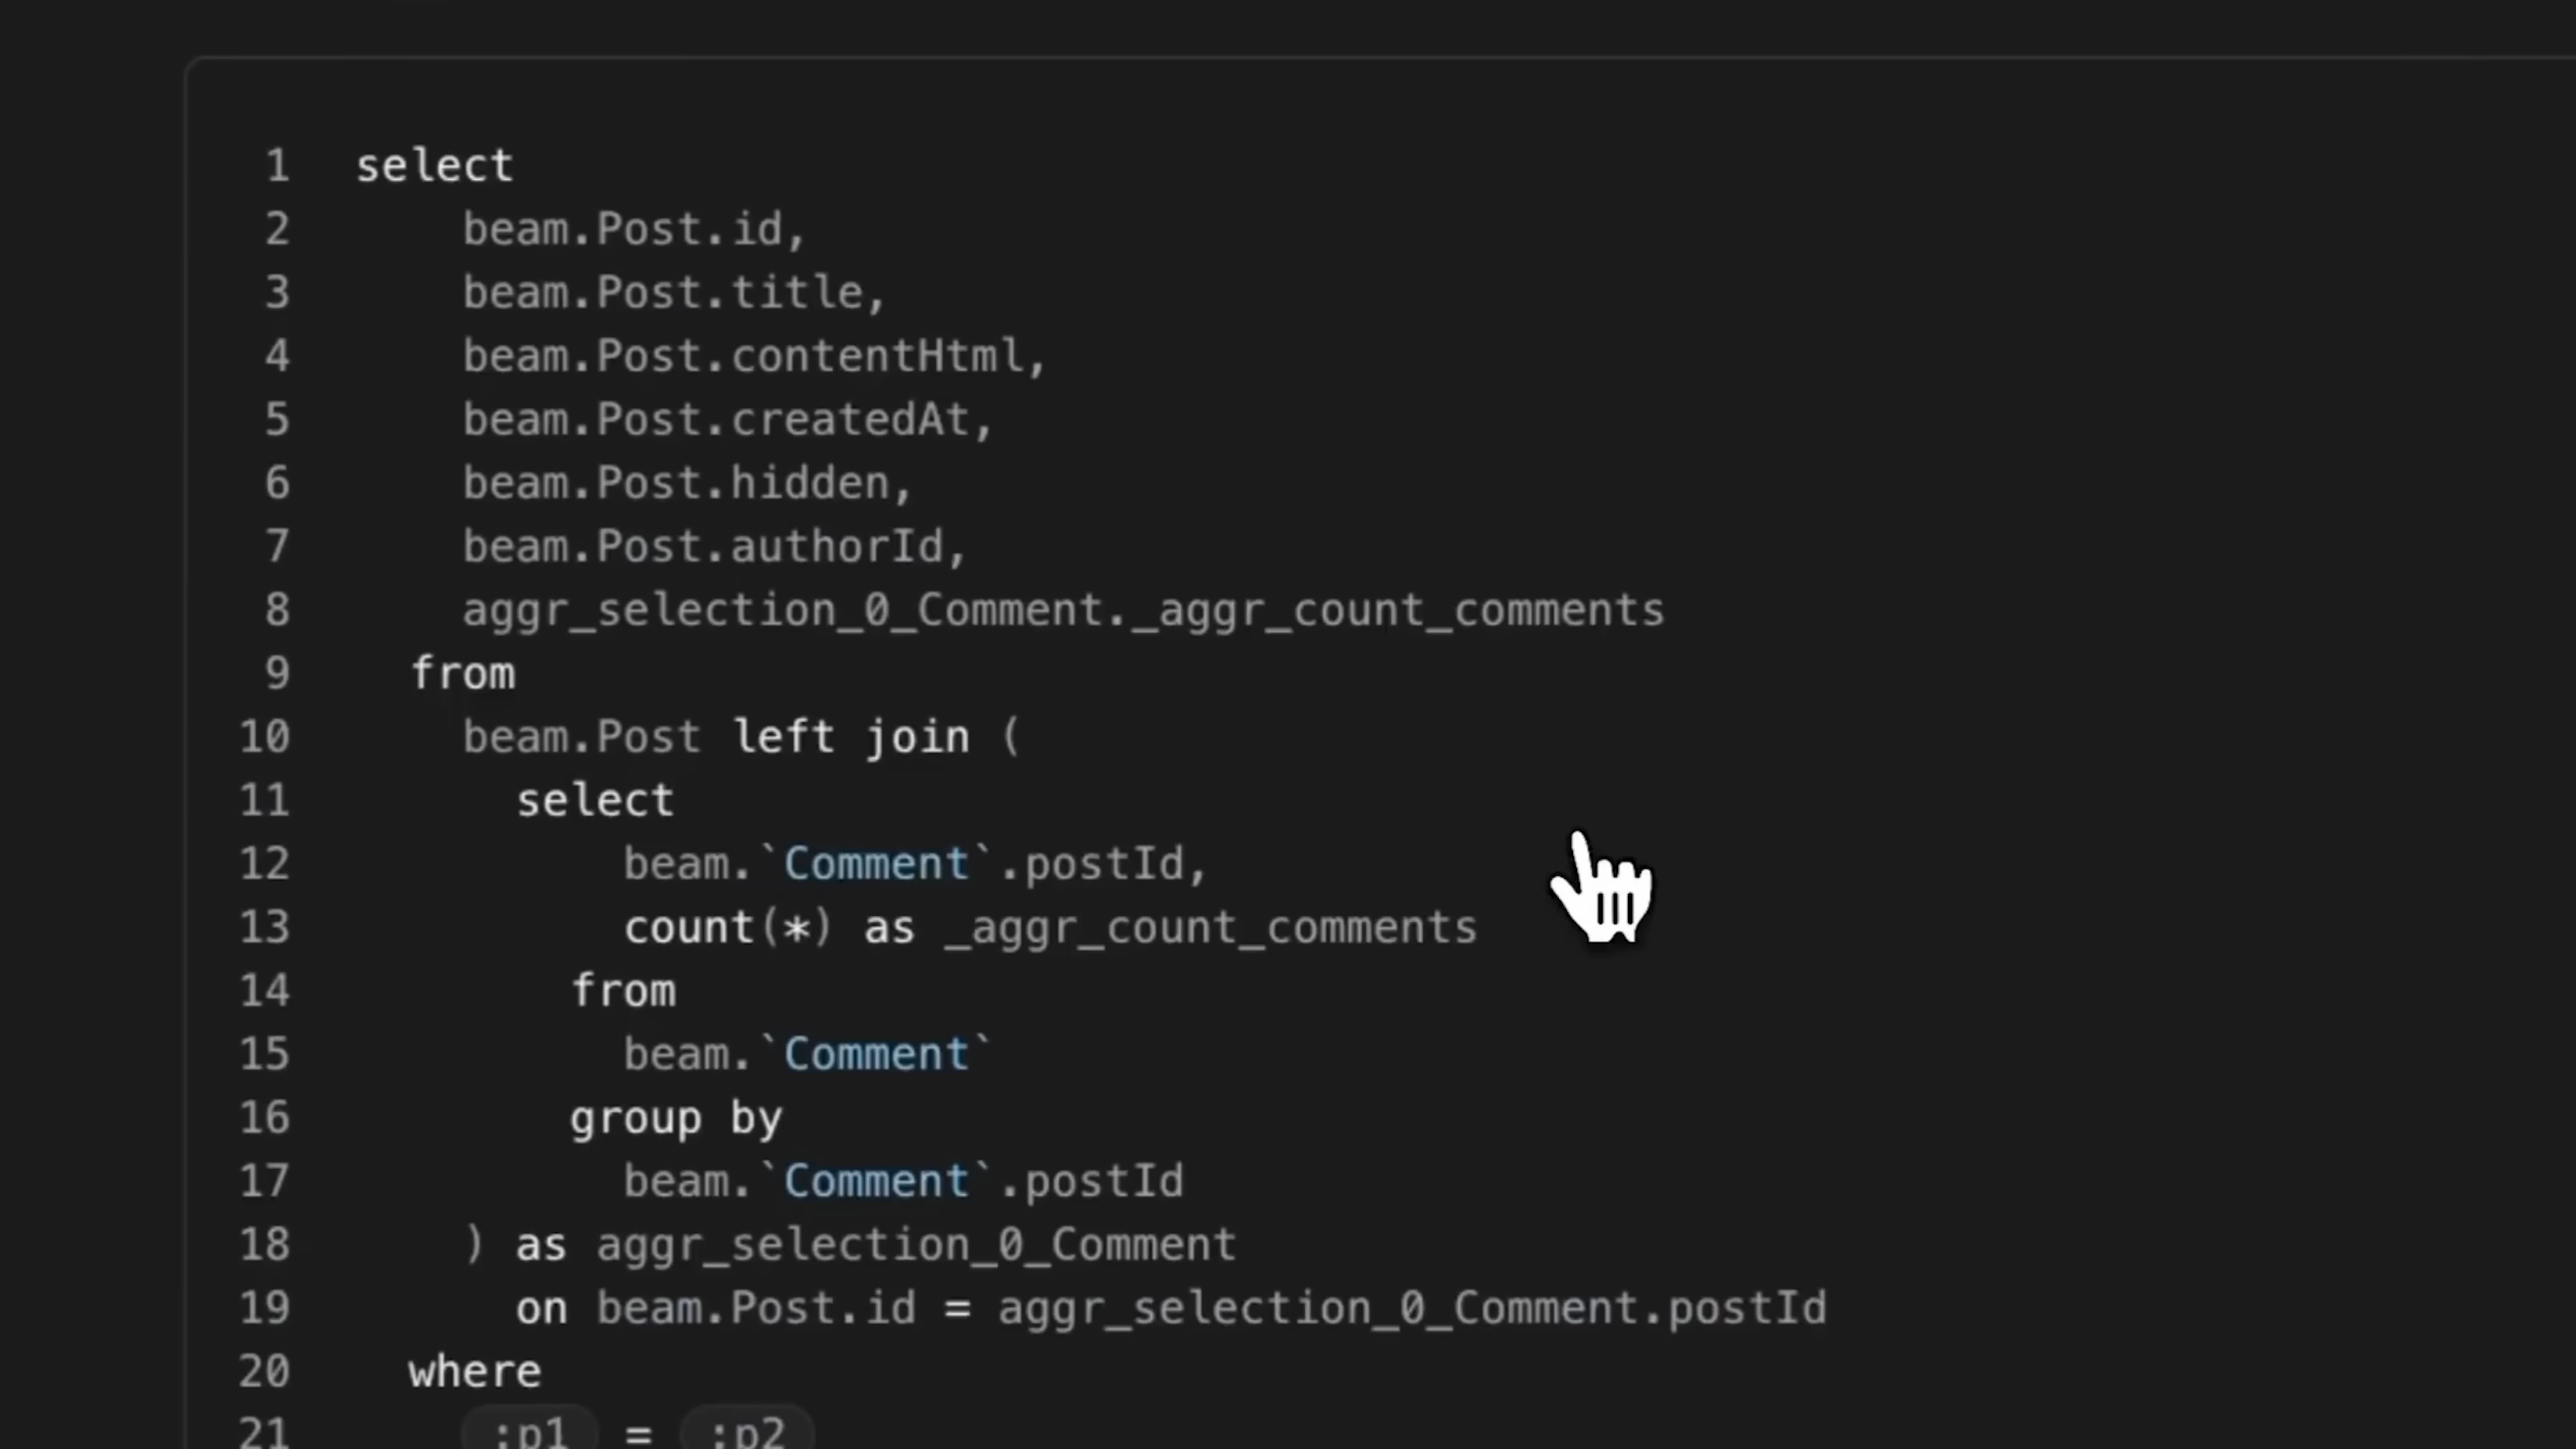 1 select
2 beam.Post.id,
3 beam.Post.title,
4 beam.Post.contentHtml,
5 beam.Post.createdAt,
6 beam.Post.hidden,
7 beam.Post.authorId,
8 aggr_selection_0_Comment._aggr_count_comments
9 from
10 beam.Post left join (
11 select
12 beam.`Comment`.postId,
13 count(*) as _aggr_count_comments
14 from
15 beam.`Comment`
16 group by
17 beam.`Comment`.postId
18 ) as aggr_selection_0_Comment
19 on beam.Post.id = aggr_selection_0_Comment.postId
20 where
21 :p1 = :p2